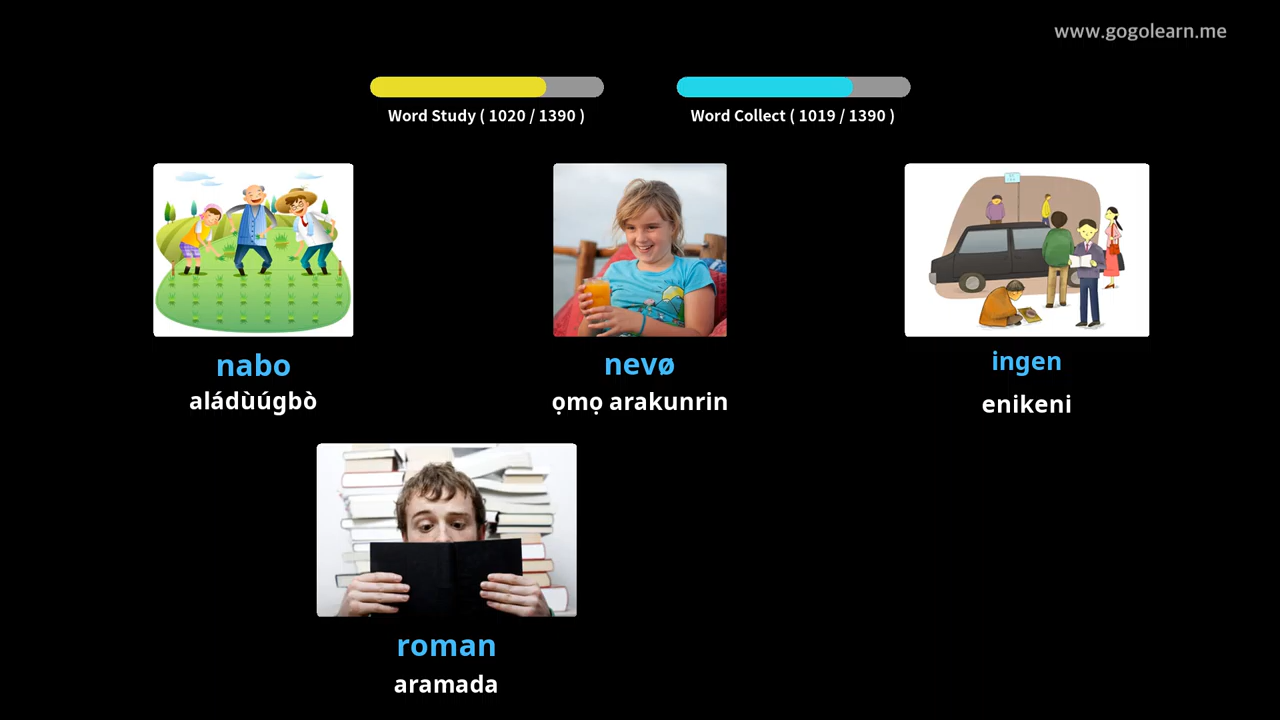 www.gogolearn.me
Word Study ( 1020 / 1390 )
Word Collect ( 1019 / 1390 )
nabo
aládùúgbò
nevø
ọmọ arakunrin
ingen
enikeni
roman
aramada